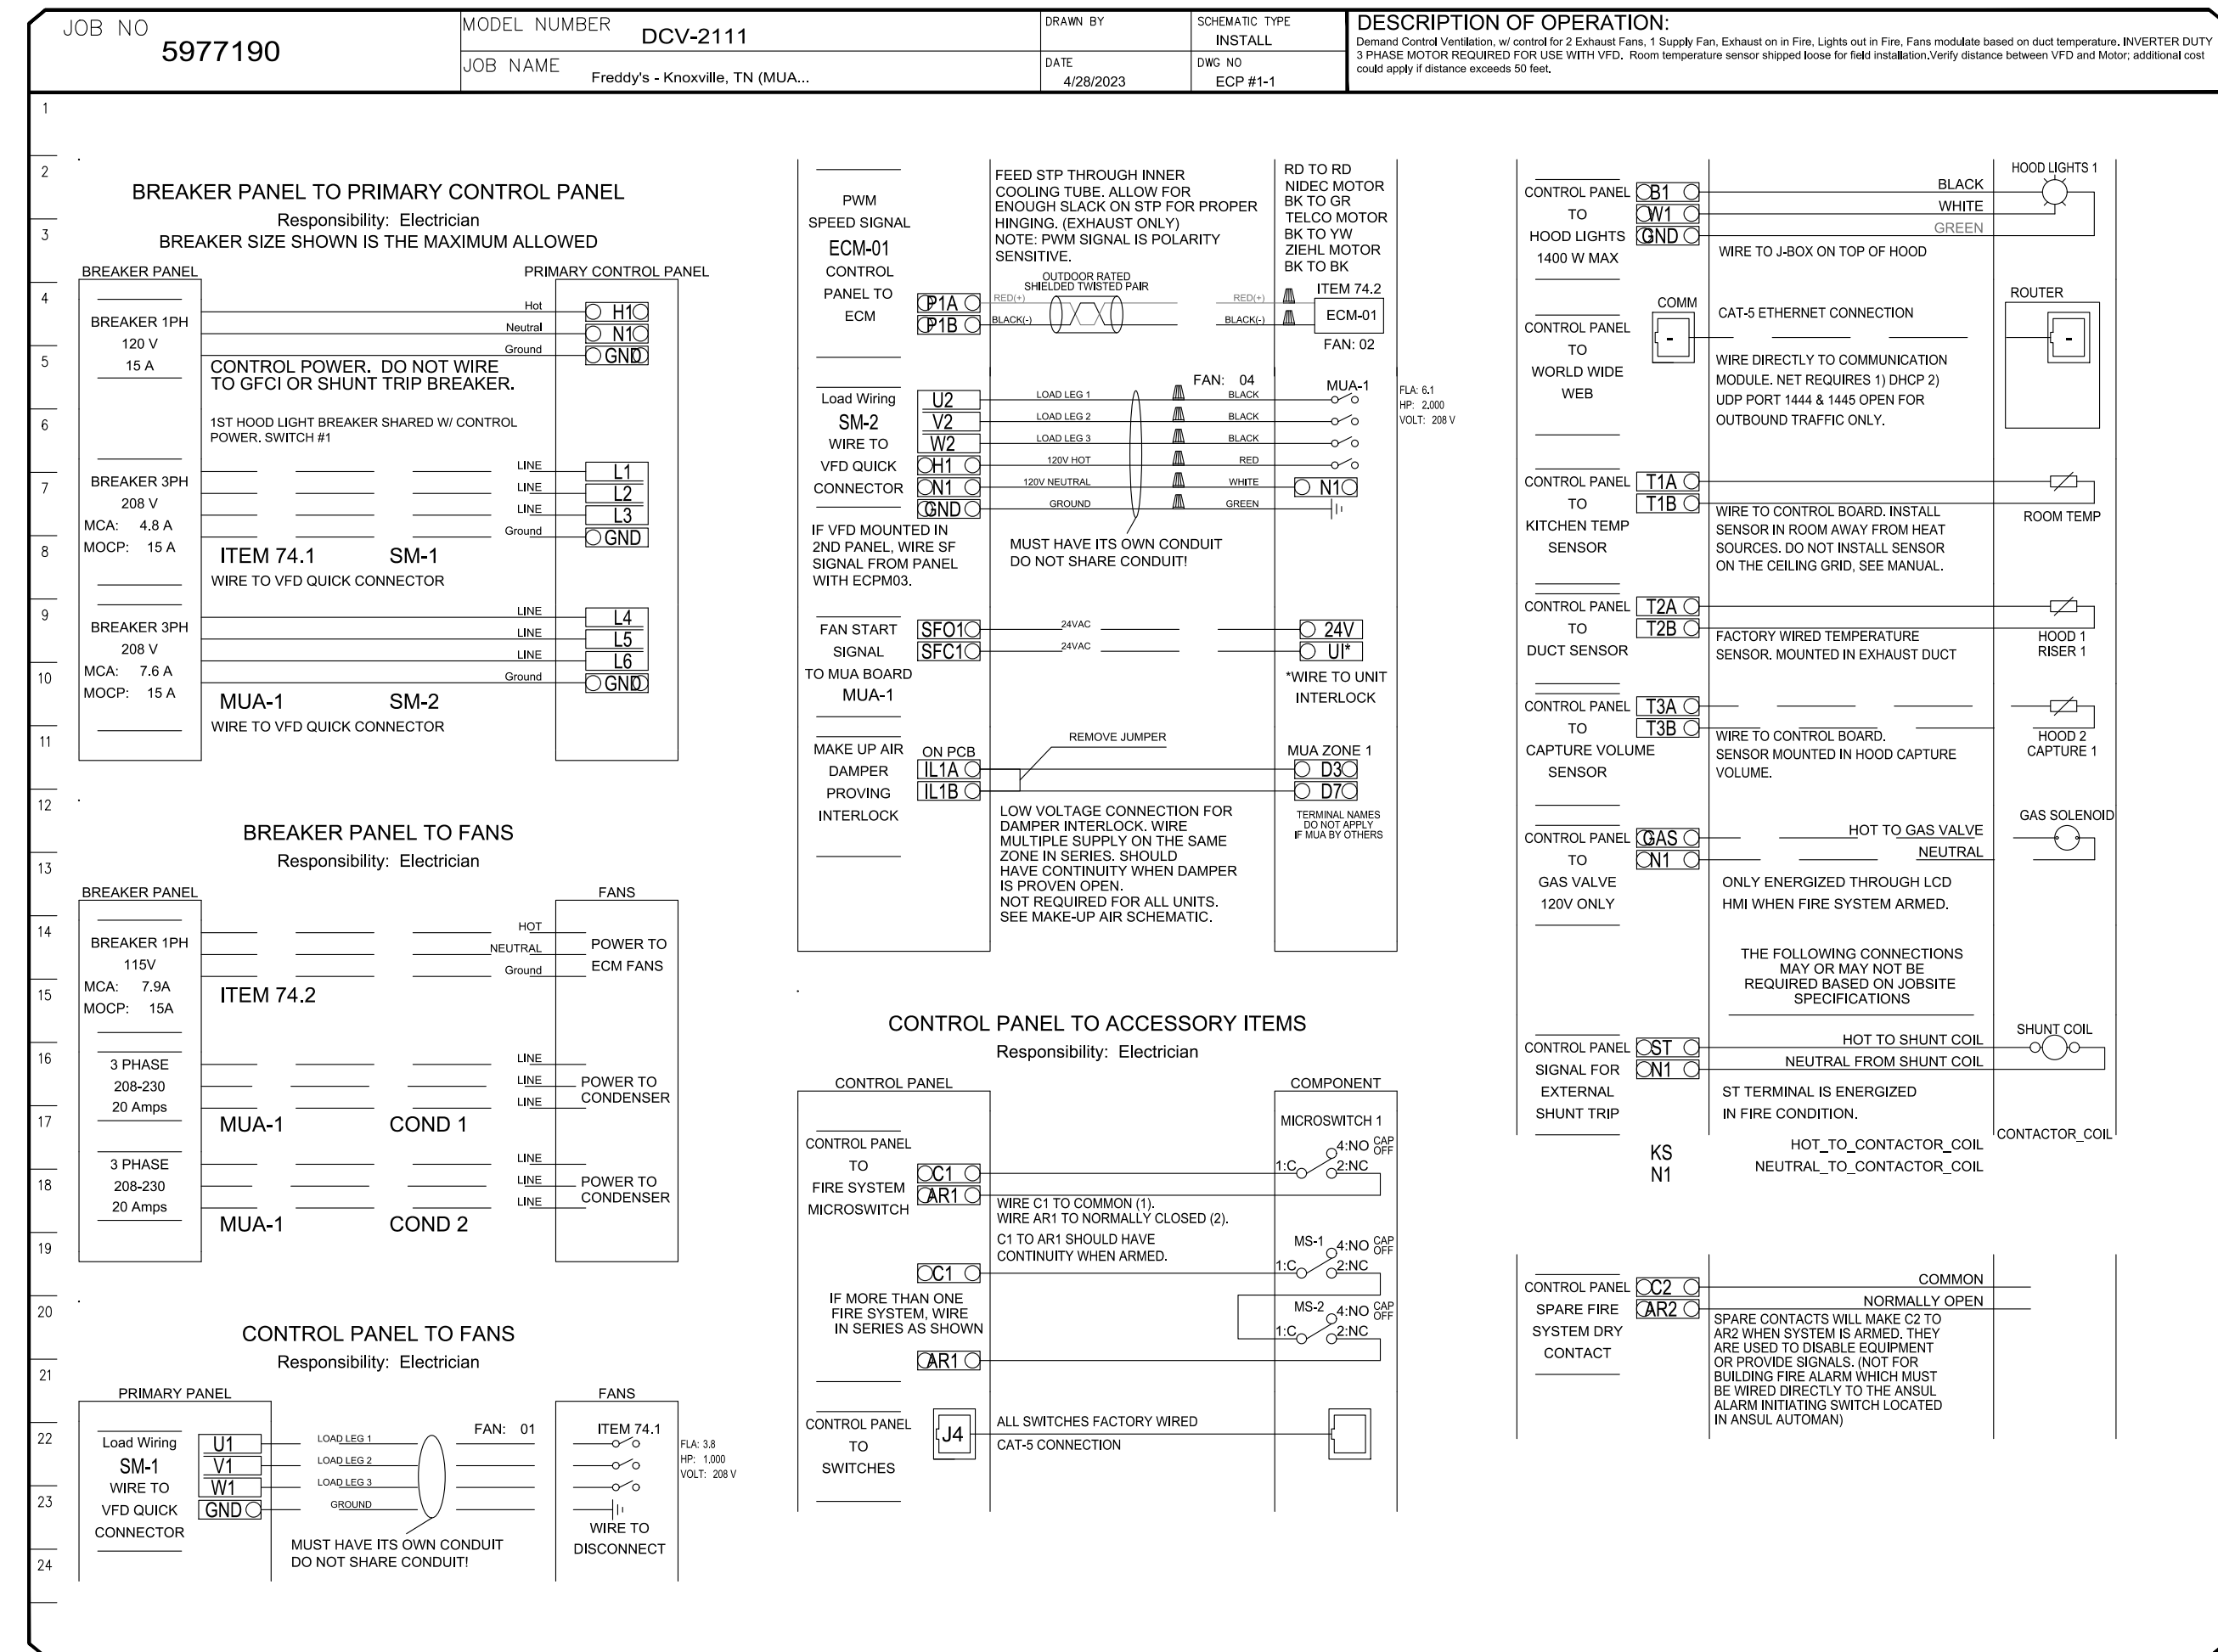 JOB NO
5977190
MODEL NUMBER
DCV-2111
JOB NAME
Freddy's - Knoxville, TN (MUA...
DRAWN BY
DATE
4/28/2023
SCHEMATIC TYPE
INSTALL
DWG NO
ECP #1-1
DESCRIPTION OF OPERATION:
Demand Control Ventilation, w/ control for 2 Exhaust Fans, 1 Supply Fan, Exhaust on in Fire, Lights out in Fire, Fans modulate based on duct temperature. INVERTER DUTY
3 PHASE MOTOR REQUIRED FOR USE WITH VFD. Room temperature sensor shipped loose for field installation.Verify distance between VFD and Motor; additional cost
could apply if distance exceeds 50 feet.
1
2
3
4
5
6
7
8
9
10
11
12
13
14
15
16
17
18
19
20
21
22
23
24
BREAKER PANEL TO PRIMARY CONTROL PANEL
Responsibility: Electrician
BREAKER SIZE SHOWN IS THE MAXIMUM ALLOWED
BREAKER PANEL
PRIMARY CONTROL PANEL
BREAKER 1PH
120 V
15 A
Hot
H1
Neutral
N1
Ground
GND
CONTROL POWER. DO NOT WIRE
TO GFCI OR SHUNT TRIP BREAKER.
1ST HOOD LIGHT BREAKER SHARED W/ CONTROL
POWER. SWITCH #1
BREAKER 3PH
208 V
MCA: 4.8 A
MOCP: 15 A
LINE
L1
LINE
L2
LINE
L3
Ground
GND
ITEM 74.1 SM-1
WIRE TO VFD QUICK CONNECTOR
BREAKER 3PH
208 V
MCA: 7.6 A
MOCP: 15 A
LINE
L4
LINE
L5
LINE
L6
Ground
GND
MUA-1 SM-2
WIRE TO VFD QUICK CONNECTOR
BREAKER PANEL TO FANS
Responsibility: Electrician
BREAKER PANEL
FANS
BREAKER 1PH
115V
MCA: 7.9A
MOCP: 15A
HOT
NEUTRAL
Ground
POWER TO
ECM FANS
ITEM 74.2
3 PHASE
208-230
20 Amps
LINE
LINE
LINE
POWER TO
CONDENSER
MUA-1 COND 1
3 PHASE
208-230
20 Amps
LINE
LINE
LINE
POWER TO
CONDENSER
MUA-1 COND 2
CONTROL PANEL TO FANS
Responsibility: Electrician
PRIMARY PANEL
FANS
Load Wiring
SM-1
WIRE TO
VFD QUICK
CONNECTOR
U1
V1
W1
GND
LOAD LEG 1
LOAD LEG 2
LOAD LEG 3
GROUND
FAN: 01
ITEM 74.1
FLA: 3.8
HP: 1.000
VOLT: 208 V
WIRE TO
DISCONNECT
MUST HAVE ITS OWN CONDUIT
DO NOT SHARE CONDUIT!
PWM
SPEED SIGNAL
ECM-01
CONTROL
PANEL TO
ECM
P1A
P1B
FEED STP THROUGH INNER
COOLING TUBE. ALLOW FOR
ENOUGH SLACK ON STP FOR PROPER
HINGING. (EXHAUST ONLY)
NOTE: PWM SIGNAL IS POLARITY
SENSITIVE.
OUTDOOR RATED
SHIELDED TWISTED PAIR
RED(+)
BLACK(-)
RED(+)
BLACK(-)
RD TO RD
NIDEC MOTOR
BK TO GR
TELCO MOTOR
BK TO YW
ZIEHL MOTOR
BK TO BK
ITEM 74.2
ECM-01
FAN: 02
Load Wiring
SM-2
WIRE TO
VFD QUICK
CONNECTOR
IF VFD MOUNTED IN
2ND PANEL, WIRE SF
SIGNAL FROM PANEL
WITH ECPM03.
U2
V2
W2
H1
N1
GND
LOAD LEG 1
LOAD LEG 2
LOAD LEG 3
120V HOT
120V NEUTRAL
GROUND
FAN: 04
BLACK
BLACK
BLACK
RED
WHITE
GREEN
MUA-1
N1
FLA: 6.1
HP: 2.000
VOLT: 208 V
MUST HAVE ITS OWN CONDUIT
DO NOT SHARE CONDUIT!
FAN START
SIGNAL
TO MUA BOARD
MUA-1
SFO1
SFC1
24VAC
24VAC
24V
UI*
*WIRE TO UNIT
INTERLOCK
MAKE UP AIR
DAMPER
PROVING
INTERLOCK
ON PCB
IL1A
IL1B
REMOVE JUMPER
MUA ZONE 1
D3
D7
TERMINAL NAMES
DO NOT APPLY
IF MUA BY OTHERS
LOW VOLTAGE CONNECTION FOR
DAMPER INTERLOCK. WIRE
MULTIPLE SUPPLY ON THE SAME
ZONE IN SERIES. SHOULD
HAVE CONTINUITY WHEN DAMPER
IS PROVEN OPEN.
NOT REQUIRED FOR ALL UNITS.
SEE MAKE-UP AIR SCHEMATIC.
CONTROL PANEL TO ACCESSORY ITEMS
Responsibility: Electrician
CONTROL PANEL
COMPONENT
CONTROL PANEL
TO
FIRE SYSTEM
MICROSWITCH
C1
AR1
MICROSWITCH 1
4:NO CAP OFF
1:C
2:NC
WIRE C1 TO COMMON (1).
WIRE AR1 TO NORMALLY CLOSED (2).
C1 TO AR1 SHOULD HAVE
CONTINUITY WHEN ARMED.
C1
MS-1
4:NO CAP OFF
1:C
2:NC
IF MORE THAN ONE
FIRE SYSTEM, WIRE
IN SERIES AS SHOWN
MS-2
4:NO CAP OFF
1:C
2:NC
AR1
CONTROL PANEL
TO
SWITCHES
J4
ALL SWITCHES FACTORY WIRED
CAT-5 CONNECTION
CONTROL PANEL
TO
HOOD LIGHTS
1400 W MAX
B1
W1
GND
BLACK
WHITE
GREEN
HOOD LIGHTS 1
WIRE TO J-BOX ON TOP OF HOOD
CONTROL PANEL
TO
WORLD WIDE
WEB
COMM
CAT-5 ETHERNET CONNECTION
ROUTER
WIRE DIRECTLY TO COMMUNICATION
MODULE. NET REQUIRES 1) DHCP 2)
UDP PORT 1444 & 1445 OPEN FOR
OUTBOUND TRAFFIC ONLY.
CONTROL PANEL
TO
KITCHEN TEMP
SENSOR
T1A
T1B
ROOM TEMP
WIRE TO CONTROL BOARD. INSTALL
SENSOR IN ROOM AWAY FROM HEAT
SOURCES. DO NOT INSTALL SENSOR
ON THE CEILING GRID, SEE MANUAL.
CONTROL PANEL
TO
DUCT SENSOR
T2A
T2B
HOOD 1
RISER 1
FACTORY WIRED TEMPERATURE
SENSOR. MOUNTED IN EXHAUST DUCT
CONTROL PANEL
TO
CAPTURE VOLUME
SENSOR
T3A
T3B
HOOD 2
CAPTURE 1
WIRE TO CONTROL BOARD.
SENSOR MOUNTED IN HOOD CAPTURE
VOLUME.
CONTROL PANEL
TO
GAS VALVE
120V ONLY
GAS
N1
HOT TO GAS VALVE
NEUTRAL
GAS SOLENOID
ONLY ENERGIZED THROUGH LCD
HMI WHEN FIRE SYSTEM ARMED.
THE FOLLOWING CONNECTIONS
MAY OR MAY NOT BE
REQUIRED BASED ON JOBSITE
SPECIFICATIONS
CONTROL PANEL
SIGNAL FOR
EXTERNAL
SHUNT TRIP
ST
N1
HOT TO SHUNT COIL
NEUTRAL FROM SHUNT COIL
SHUNT COIL
ST TERMINAL IS ENERGIZED
IN FIRE CONDITION.
KS
N1
HOT_TO_CONTACTOR_COIL
NEUTRAL_TO_CONTACTOR_COIL
CONTACTOR_COIL
CONTROL PANEL
SPARE FIRE
SYSTEM DRY
CONTACT
C2
AR2
COMMON
NORMALLY OPEN
SPARE CONTACTS WILL MAKE C2 TO
AR2 WHEN SYSTEM IS ARMED. THEY
ARE USED TO DISABLE EQUIPMENT
OR PROVIDE SIGNALS. (NOT FOR
BUILDING FIRE ALARM WHICH MUST
BE WIRED DIRECTLY TO THE ANSUL
ALARM INITIATING SWITCH LOCATED
IN ANSUL AUTOMAN)